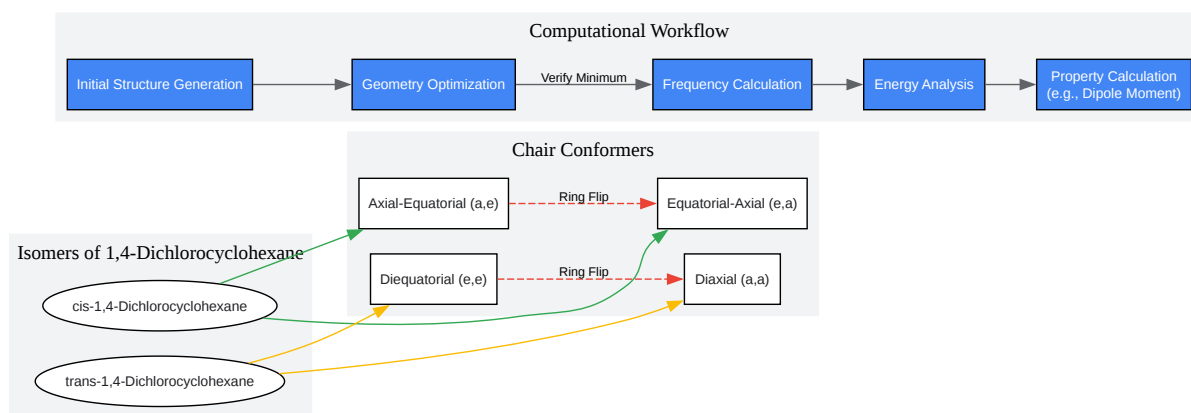 Computational Workflow
Initial Structure Generation
Geometry Optimization
Verify Minimum
Frequency Calculation
Energy Analysis
Property Calculation
(e.g., Dipole Moment)
Chair Conformers
Axial-Equatorial (a,e)
Ring Flip
Equatorial-Axial (e,a)
Diequatorial (e,e)
Ring Flip
Diaxial (a,a)
Isomers of 1,4-Dichlorocyclohexane
cis-1,4-Dichlorocyclohexane
trans-1,4-Dichlorocyclohexane